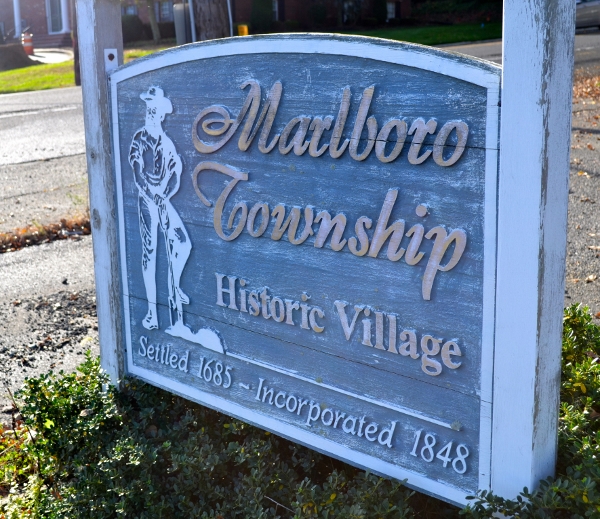 Marlboro
Township
Historic Village
Settled 1685 ~ Incorporated 1848